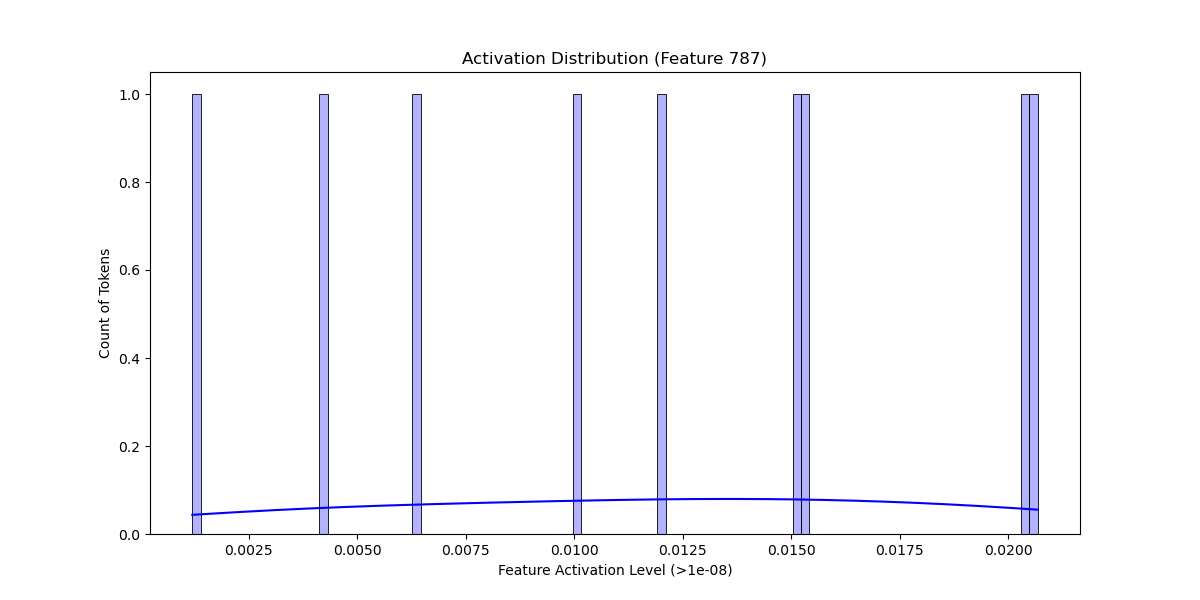 Activation Distribution (Feature 787)
1.0
0.8
0.6
0.4
0.2
0.0
Count of Tokens
0.0025 0.0050 0.0075 0.0100 0.0125 0.0150 0.0175 0.0200
Feature Activation Level (>1e-08)